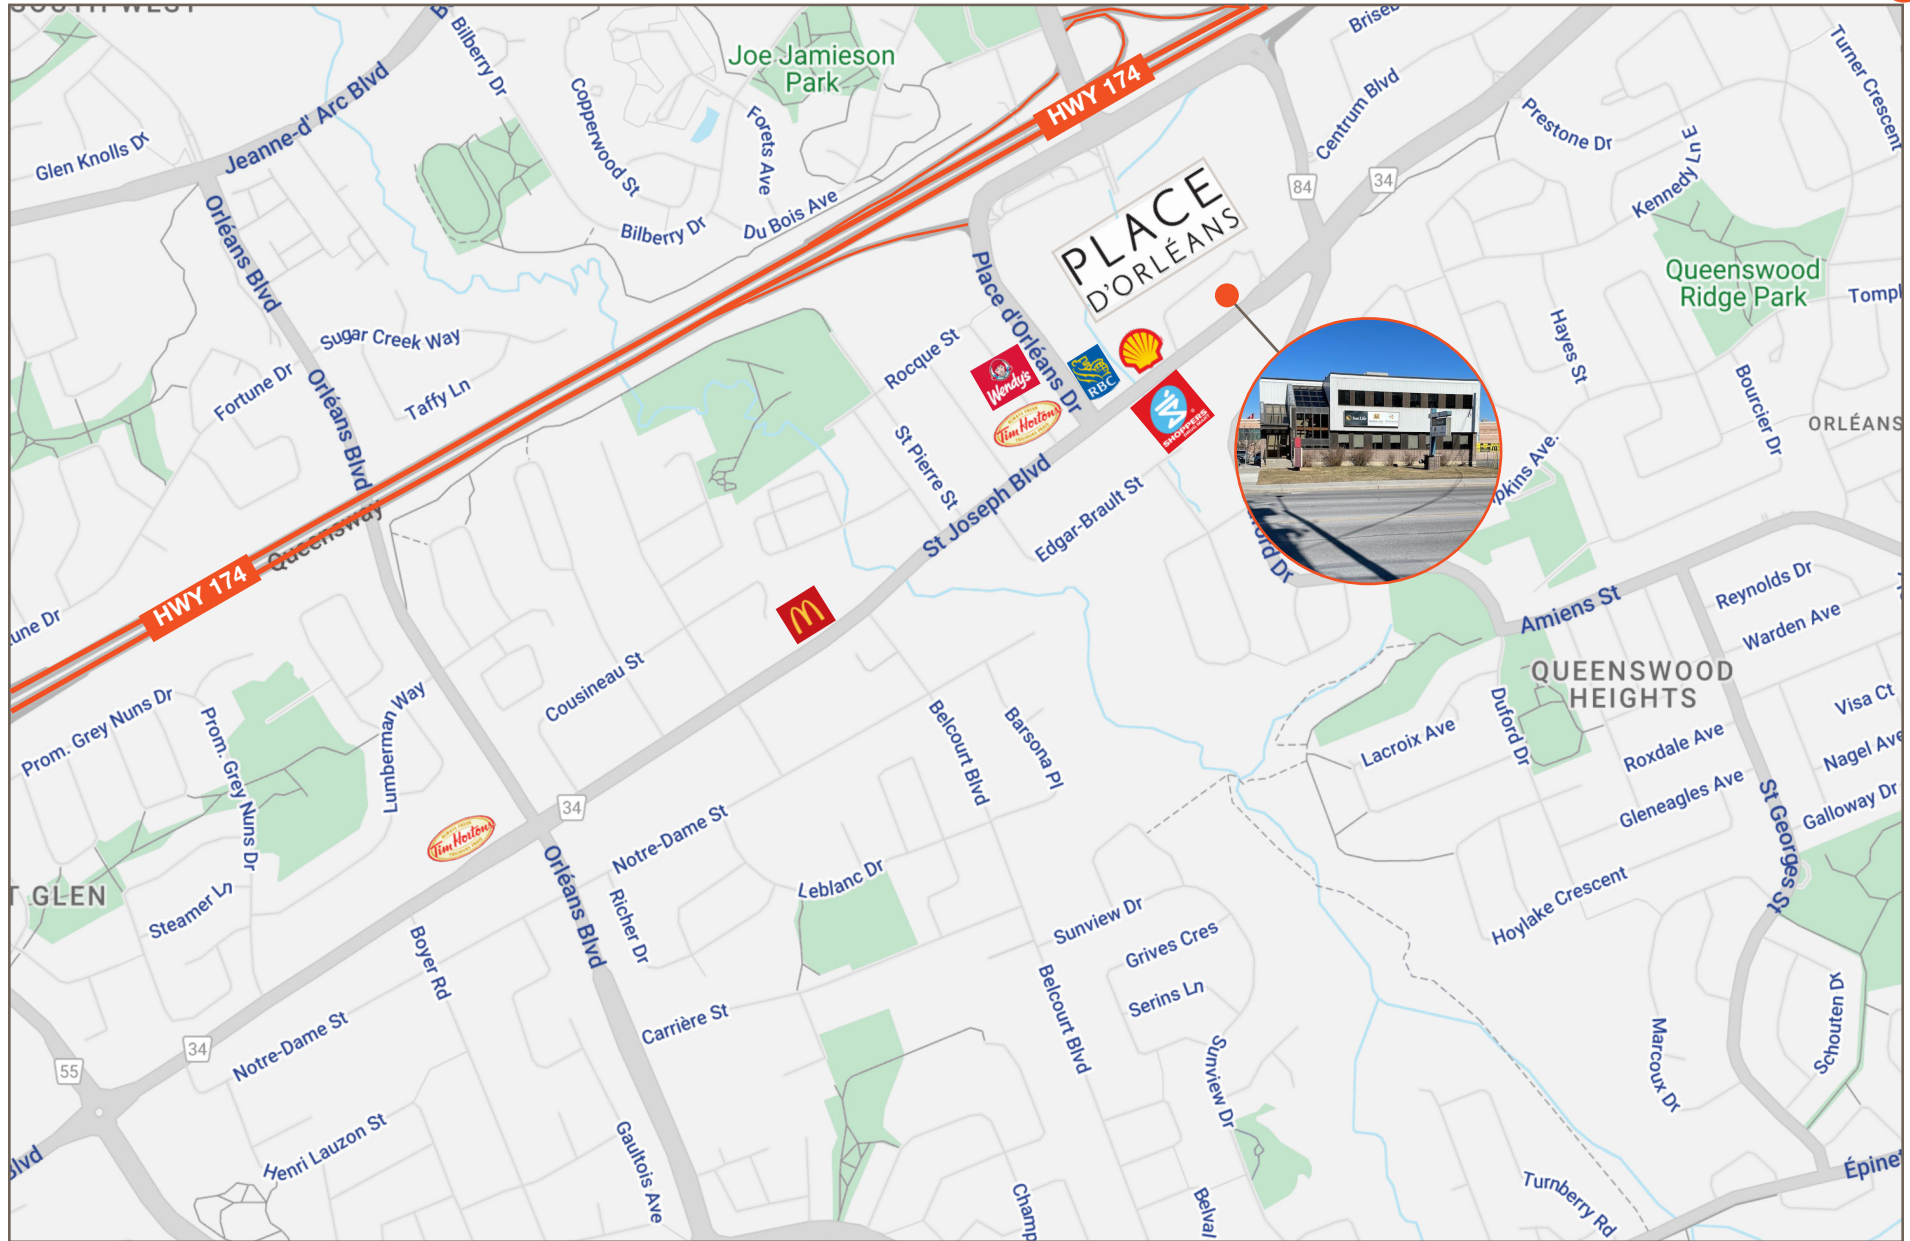 SOUTH WEST
Bilberry Dr
Joe Jamieson
Park
HWY 174
Turner Crescent
Jeanne-d' Arc Blvd
Copperwood St
Forets Ave
Centrum Blvd
Prestone Dr
Glen Knolls Dr
Kennedy Ln E
84
34
Orléans Blvd
Bilberry Dr
Du Bois Ave
PLACE
D'ORLÉANS
Place d'Orléans Dr
Queenswood
Ridge Park
Sugar Creek Way
Rocque St
Hayes St
Fortune Dr
Taffy Ln
Orléans Blvd
Wendy's
RBC
Bourcier Dr
ALWAYS FRESH
Tim Hortons
SHOPPERS
ORLÉANS
St Pierre St
St Joseph Blvd
Edgar-Brault St
Queensway
HWY 174
Amiens St
Reynolds Dr
Warden Ave
Cousineau St
QUEENSWOOD
HEIGHTS
Prom. Grey Nuns Dr
Prom. Grey Nuns Dr
Lumberman Way
Belcourt Blvd
Barsona Pl
Lacroix Ave
Duford Dr
Visa Ct
Roxdale Ave
Nagel Ave
34
Gleneagles Ave
St Georges St
Galloway Dr
ALWAYS FRESH
Tim Hortons
Notre-Dame St
Orléans Blvd
Leblanc Dr
GLEN
Steamer Ln
Richer Dr
Hoylake Crescent
Sunview Dr
Boyer Rd
Grives Cres
Belcourt Blvd
Serins Ln
Schouten Dr
Carrière St
Notre-Dame St
34
55
Marcoux Dr
Sunview Dr
Henri Lauzon St
Gaultois Ave
Blvd
Turnberry Rd